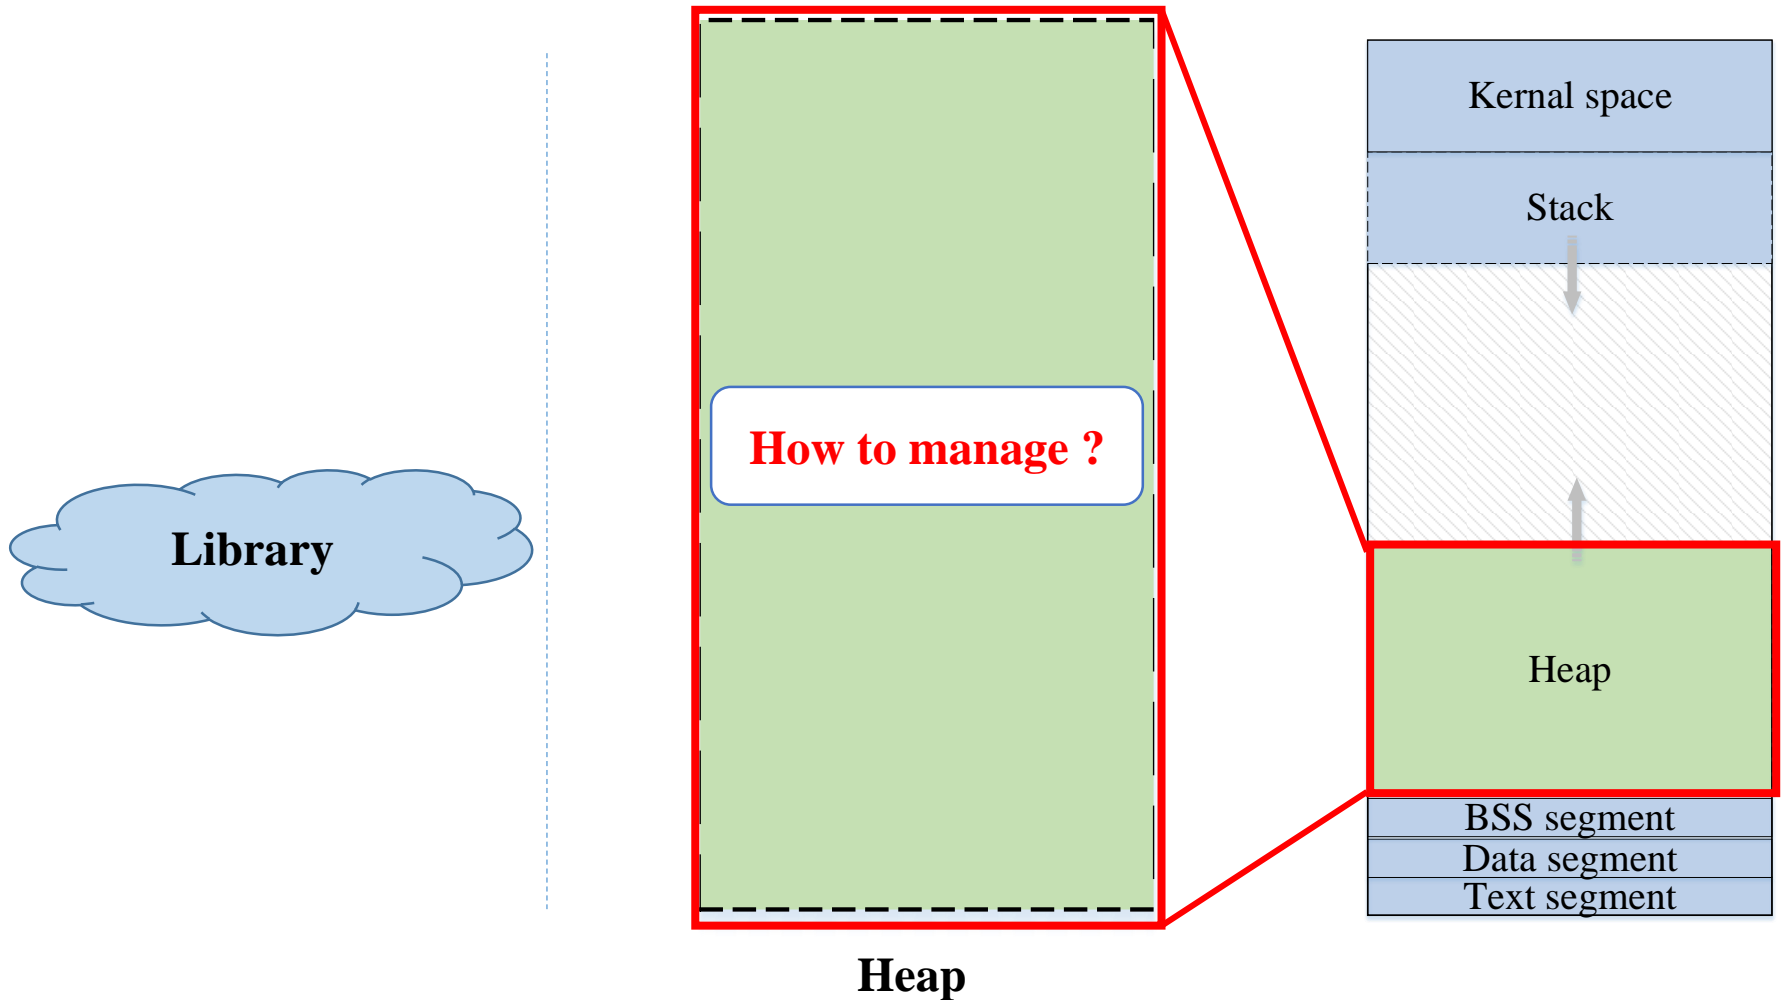 Library
How to manage ?
Heap
Kernal space
Stack
Heap
BSS segment
Data segment
Text segment